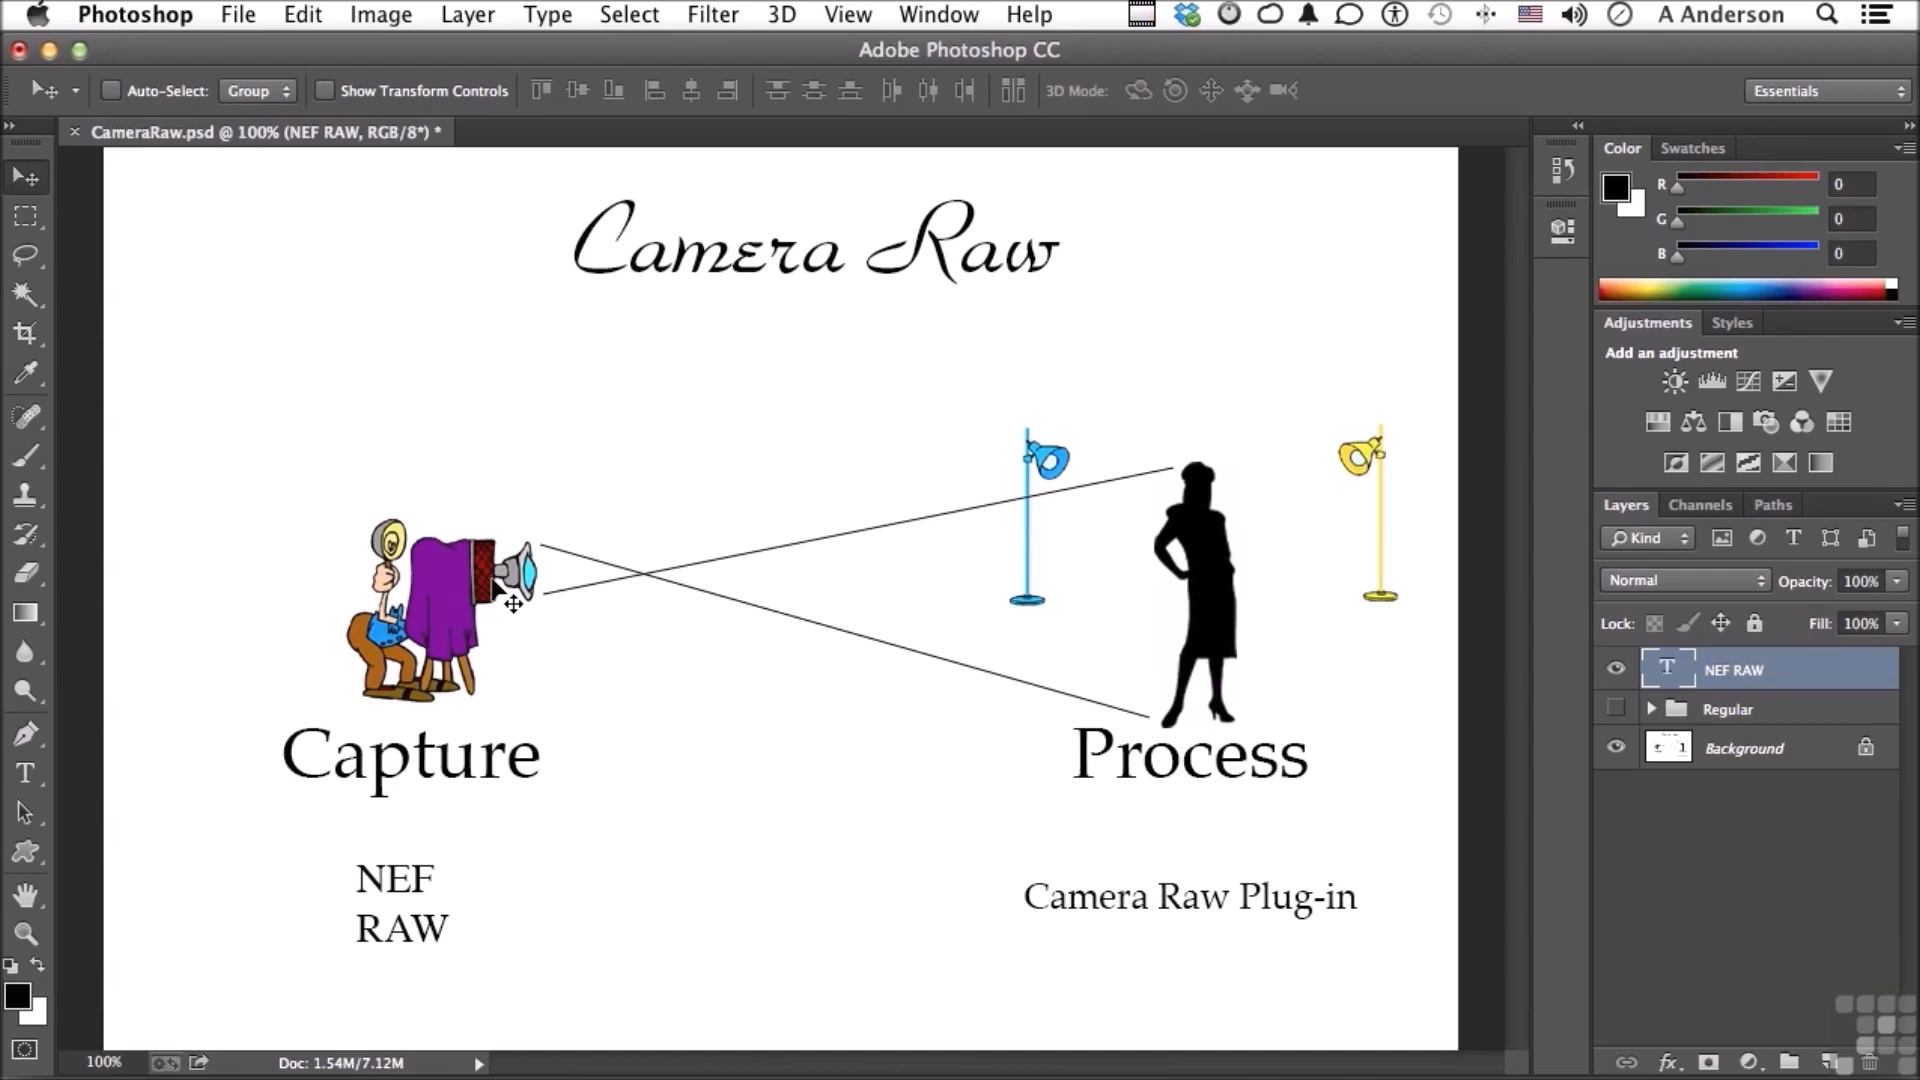 Photoshop File Edit Image Layer Type Select Filter 3D View Window Help A Anderson
Adobe Photoshop CC
Auto-Select: Group Show Transform Controls 3D Mode: Essentials
CameraRaw.psd @ 100% (NEF RAW, RGB/8*) *
Color Swatches
R 0
G 0
B 0
Camera Raw
Adjustments Styles
Add an adjustment
Layers Channels Paths
Kind
Normal Opacity: 100%
Lock: Fill: 100%
NEF RAW
Regular
Background
Capture
Process
NEF
RAW
Camera Raw Plug-in
100% Doc: 1.54M/7.12M